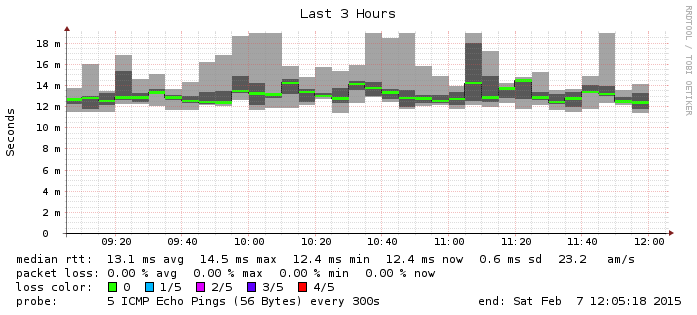 Last 3 Hours
RRDTOOL / TOBI OETIKER
Seconds
18 m
16 m
14 m
12 m
10 m
8 m
6 m
4 m
2 m
0
09:20 09:40 10:00 10:20 10:40 11:00 11:20 11:40 12:00
median rtt: 13.1 ms avg 14.5 ms max 12.4 ms min 12.4 ms now 0.6 ms sd 23.2 am/s
packet loss: 0.00 % avg 0.00 % max 0.00 % min 0.00 % now
loss color: 0 1/5 2/5 3/5 4/5
probe: 5 ICMP Echo Pings (56 Bytes) every 300s end: Sat Feb 7 12:05:18 2015